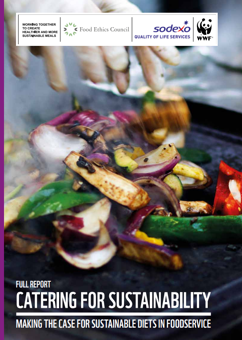 WORKING TOGETHER
TO CREATE
HEALTHIER AND MORE
SUSTAINABLE MEALS
Food Ethics Council
sodexo
QUALITY OF LIFE SERVICES
WWF
FULL REPORT
CATERING FOR SUSTAINABILITY
MAKING THE CASE FOR SUSTAINABLE DIETS IN FOODSERVICE